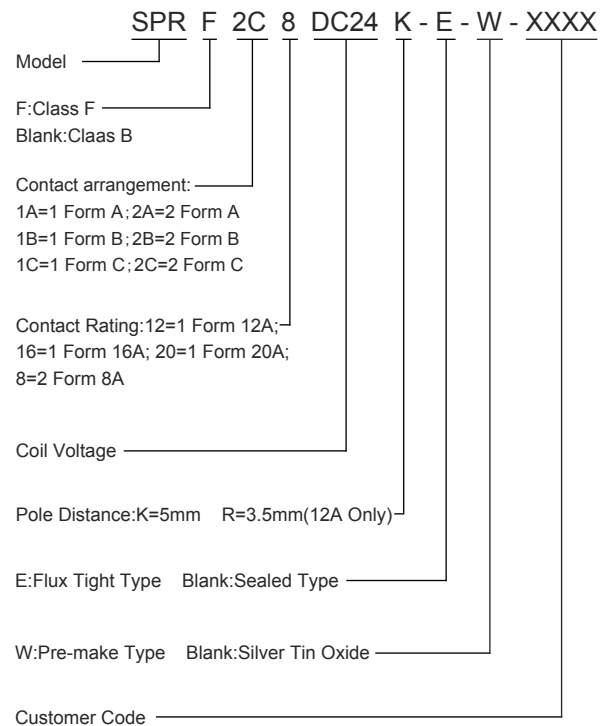 SPR F 2C 8 DC24 K - E - W - XXXX
Model
F:Class F
Blank:Claas B
Contact arrangement:
1A=1 Form A;2A=2 Form A
1B=1 Form B;2B=2 Form B
1C=1 Form C;2C=2 Form C
Contact Rating:12=1 Form 12A;
16=1 Form 16A; 20=1 Form 20A;
8=2 Form 8A
Coil Voltage
Pole Distance:K=5mm R=3.5mm(12A Only)
E:Flux Tight Type Blank:Sealed Type
W:Pre-make Type Blank:Silver Tin Oxide
Customer Code